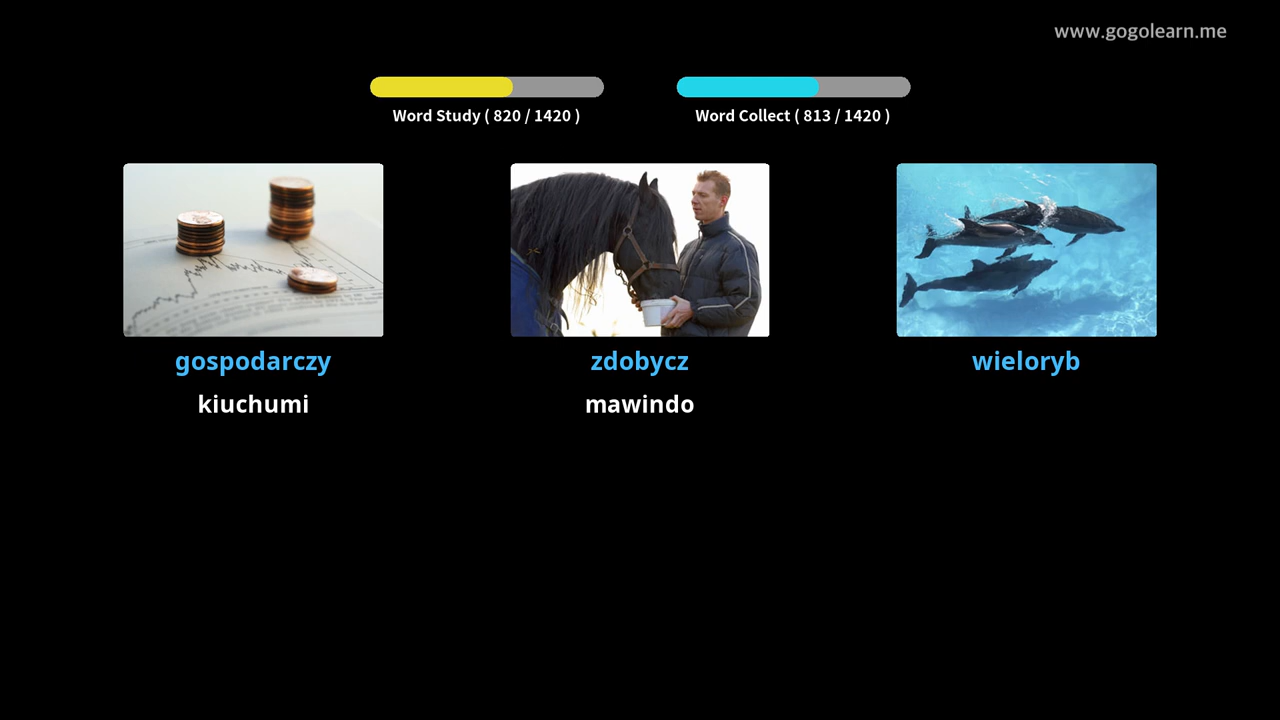 www.gogolearn.me
Word Study ( 820 / 1420 )
Word Collect ( 813 / 1420 )
gospodarczy
zdobycz
wieloryb
kiuchumi
mawindo